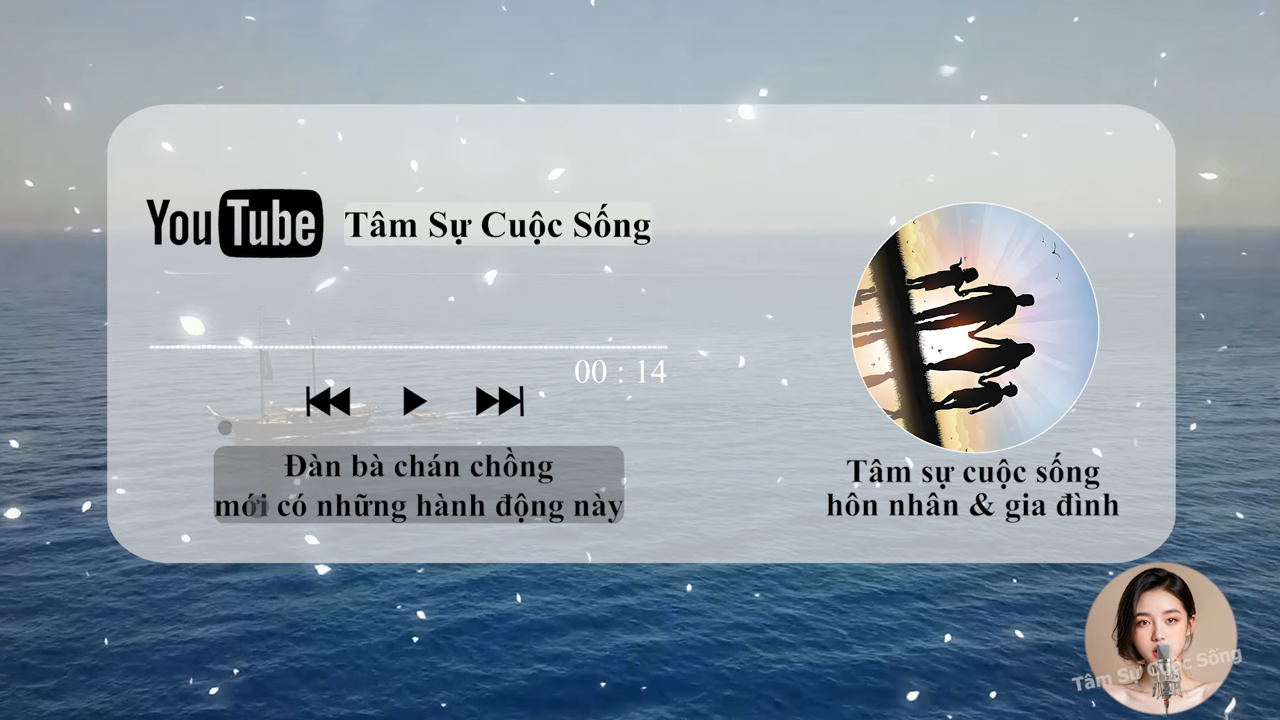 YouTube Tâm Sự Cuộc Sống
00 : 14
Đàn bà chán chồng
mới có những hành động này
Tâm sự cuộc sống
hôn nhân & gia đình
Tâm Sự Cuộc Sống